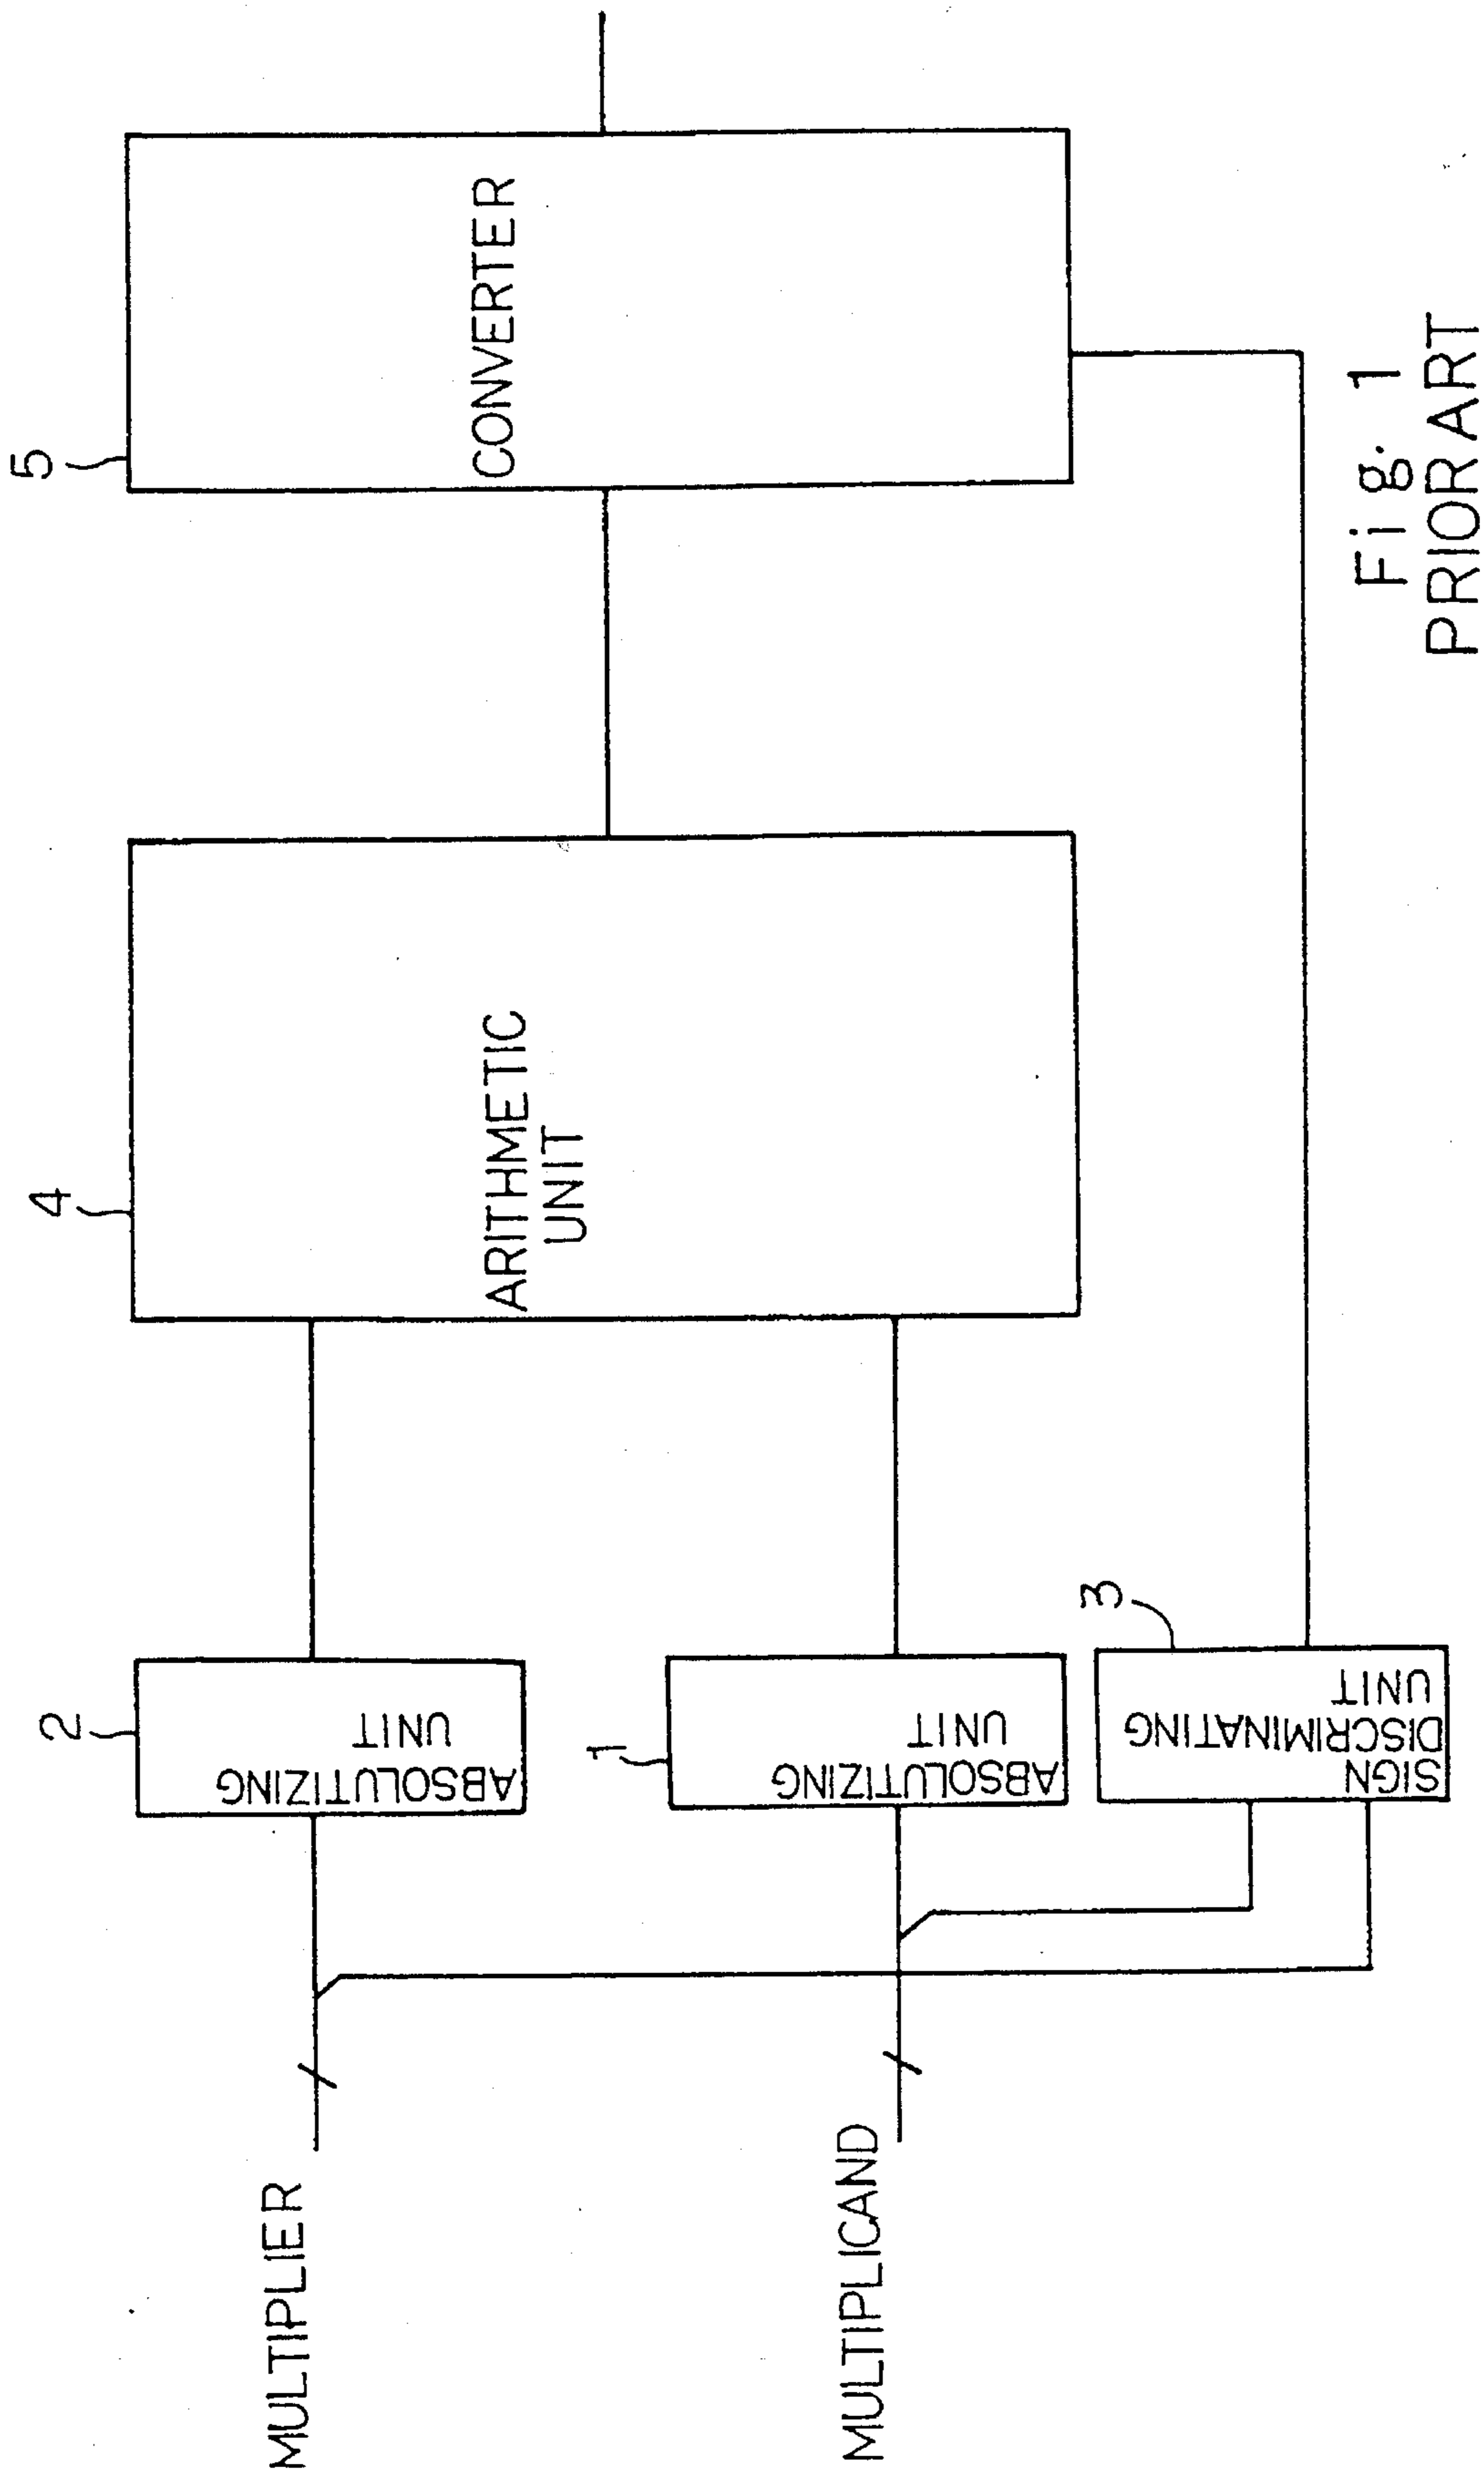 MULTIPLIER
2
ABSOLUTIZING
UNIT
4
ARITHMETIC
UNIT
5
CONVERTER
MULTIPLICAND
1
ABSOLUTIZING
UNIT
3
SIGN
DISCRIMINATING
UNIT
Fig. 1
PRIOR ART